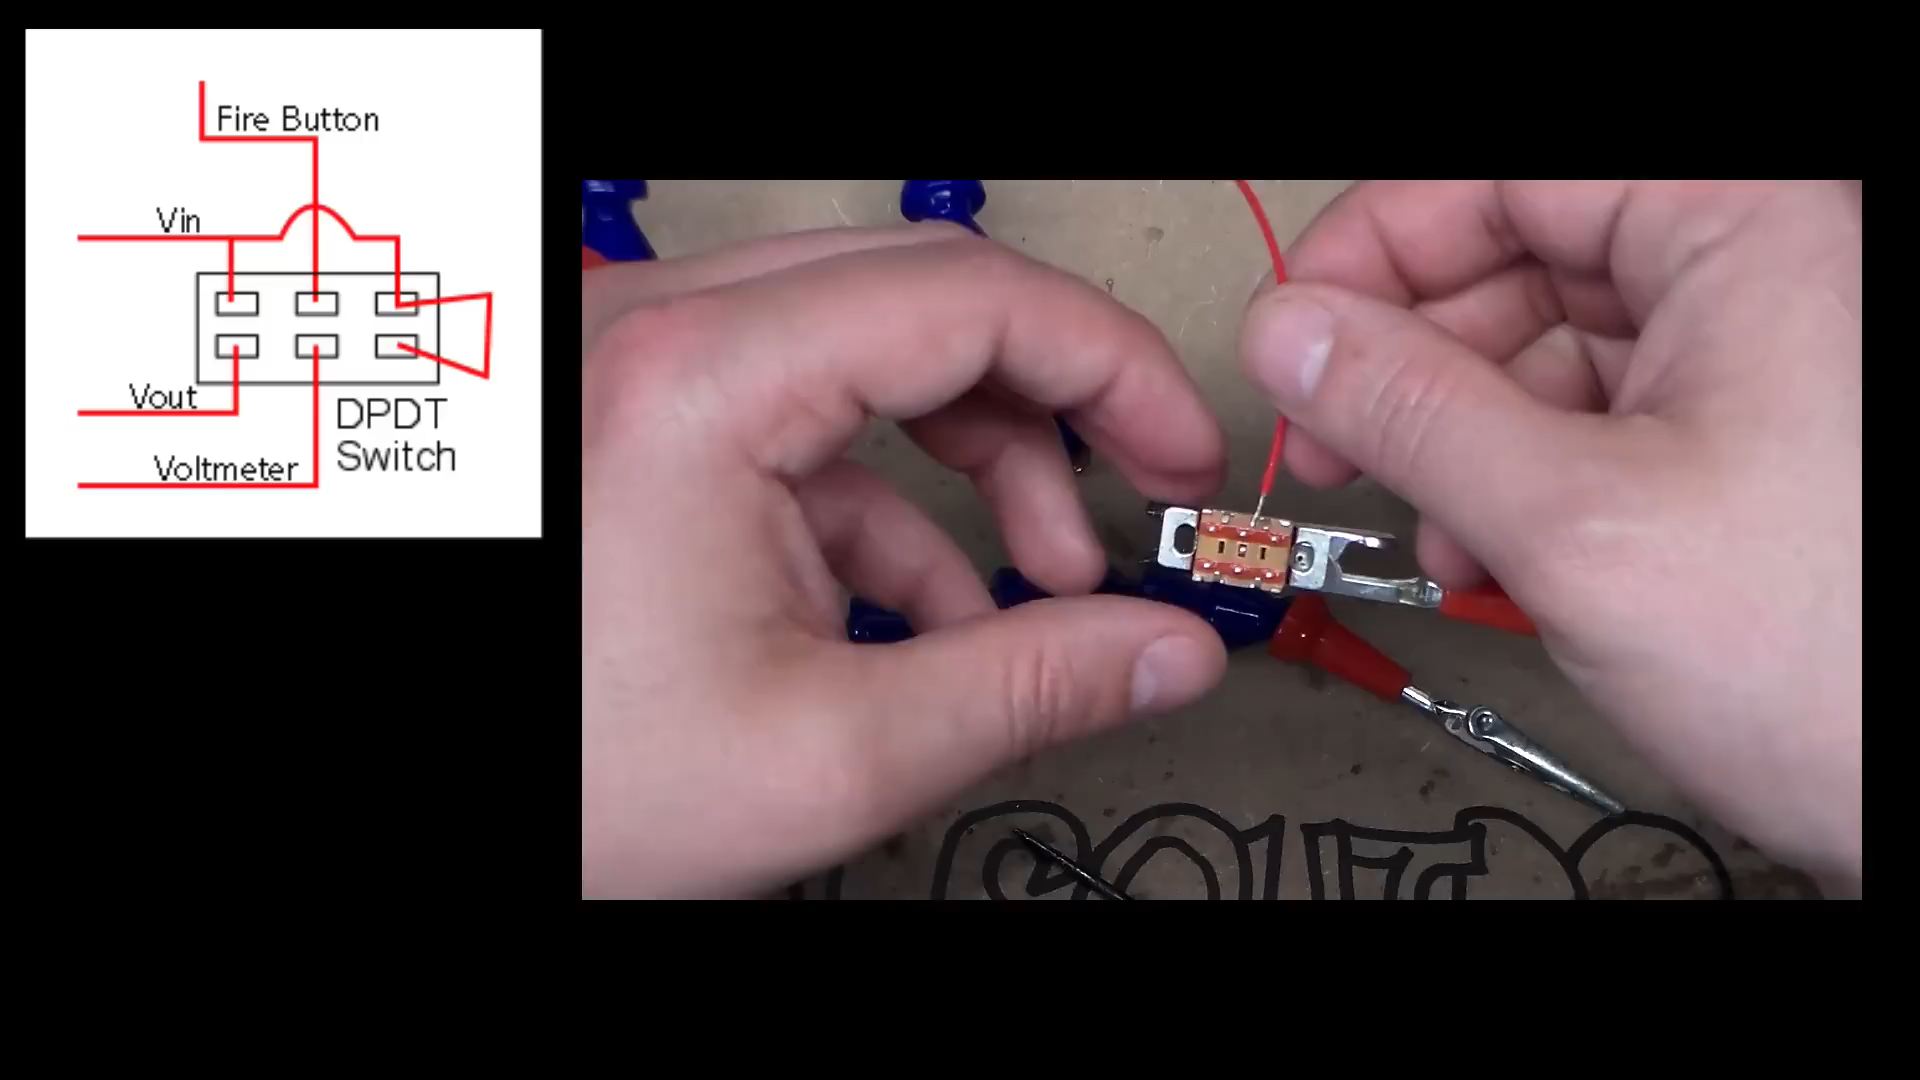 Fire Button
Vin
Vout
DPDT
Switch
Voltmeter